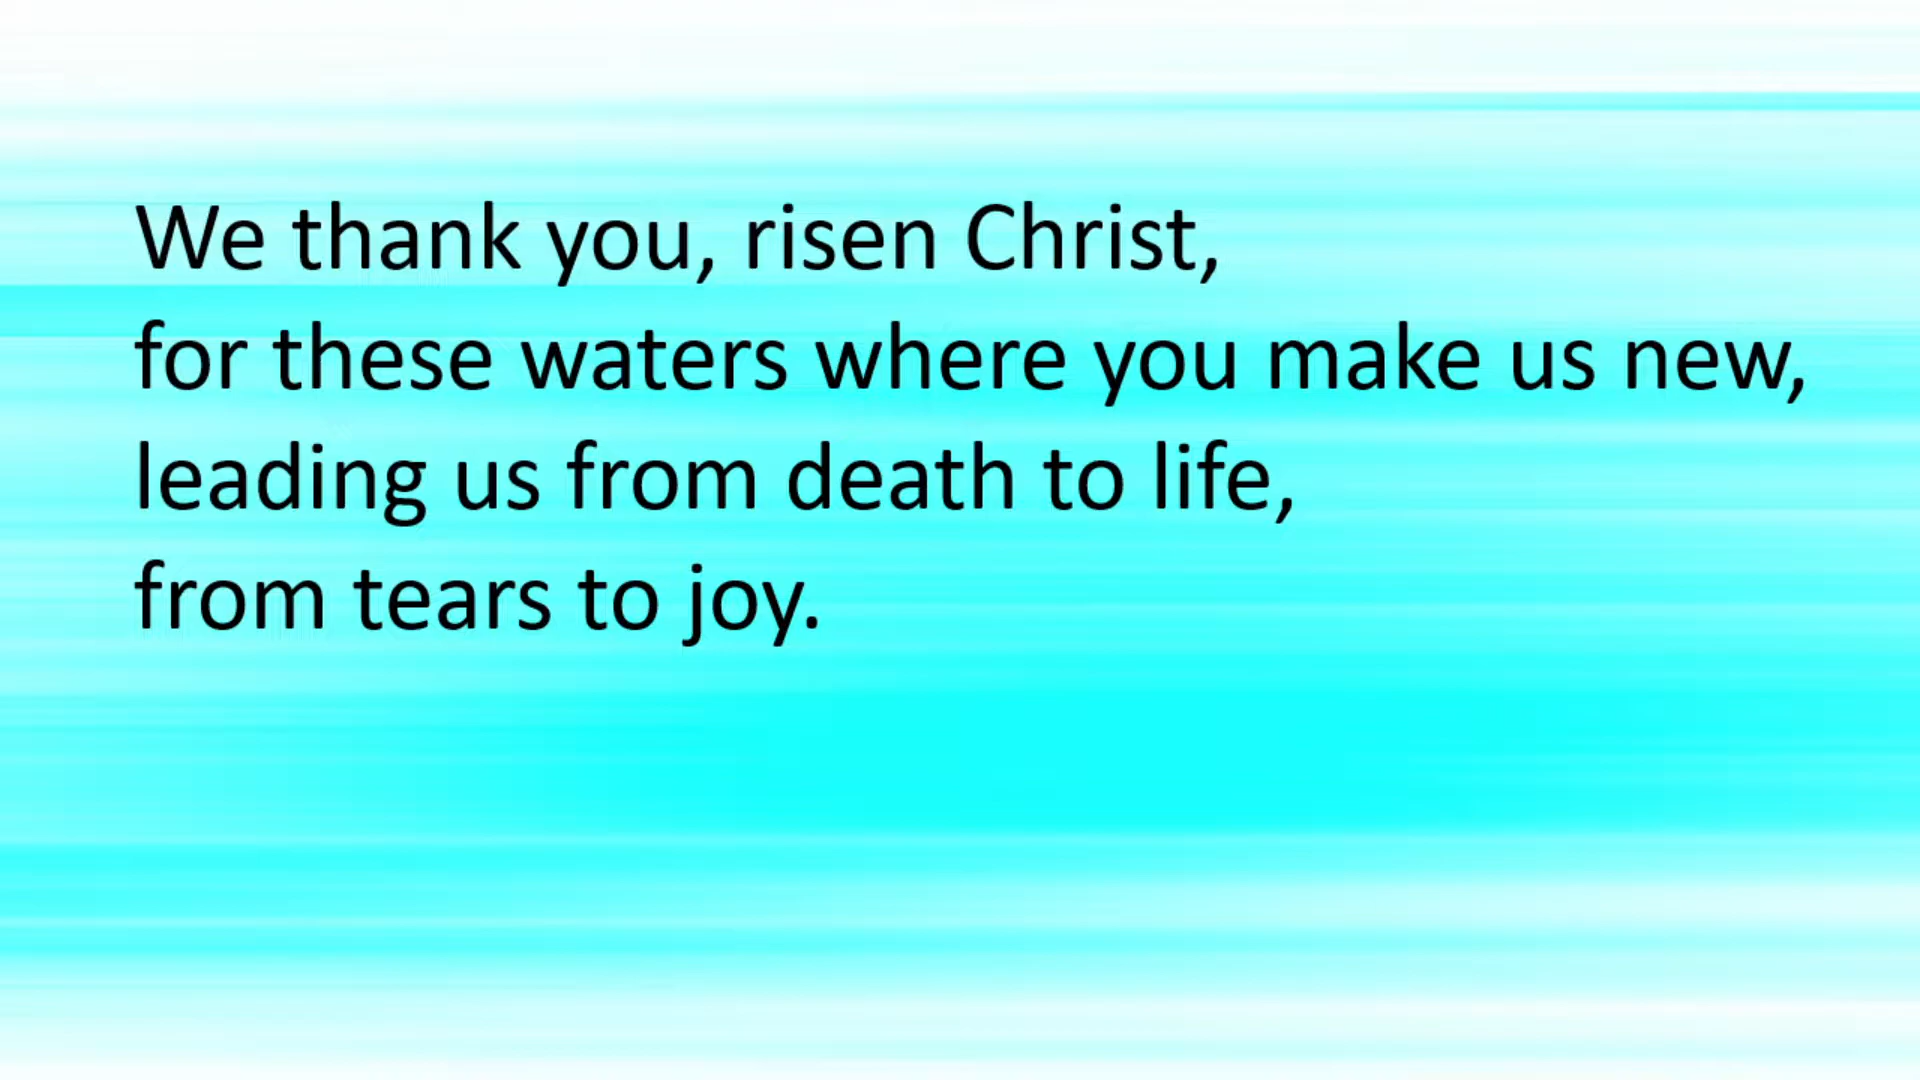 We thank you, risen Christ,
for these waters where you make us new,
leading us from death to life,
from tears to joy.